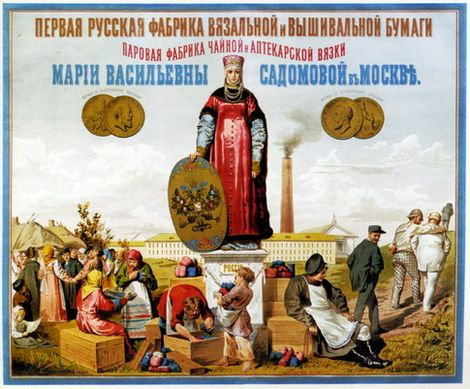 ПЕРВАЯ РУССКАЯ ФАБРИКА ВЯЗАЛЬНОЙ и ВЫШИВАЛЬНОЙ БУМАГИ
ПАРОВАЯ ФАБРИКА ЧАЙНОЙ и АПТЕКАРСКОЙ ВЯЗКИ
МАРІИ ВАСИЛЬЕВНЫ САДОМОВОЙ въ МОСКВѢ.